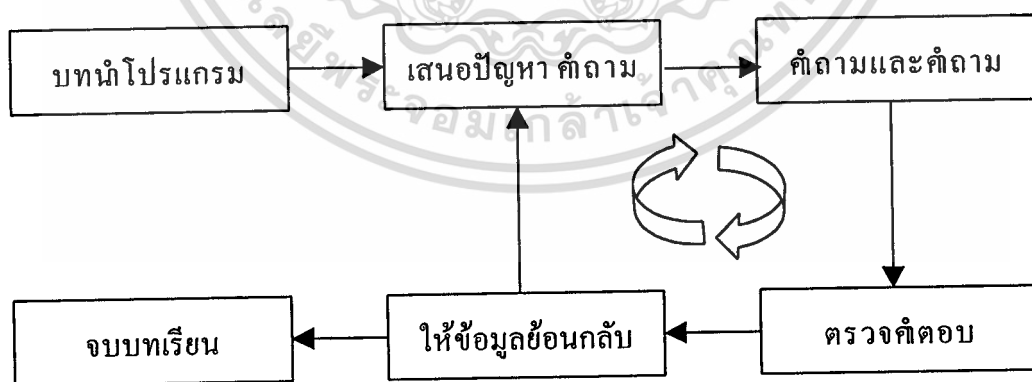 บทนำโปรแกรม
เสนอปัญหา คำถาม
คำถามและคำถาม
จบบทเรียน
ให้ข้อมูลย้อนกลับ
ตรวจคำตอบ